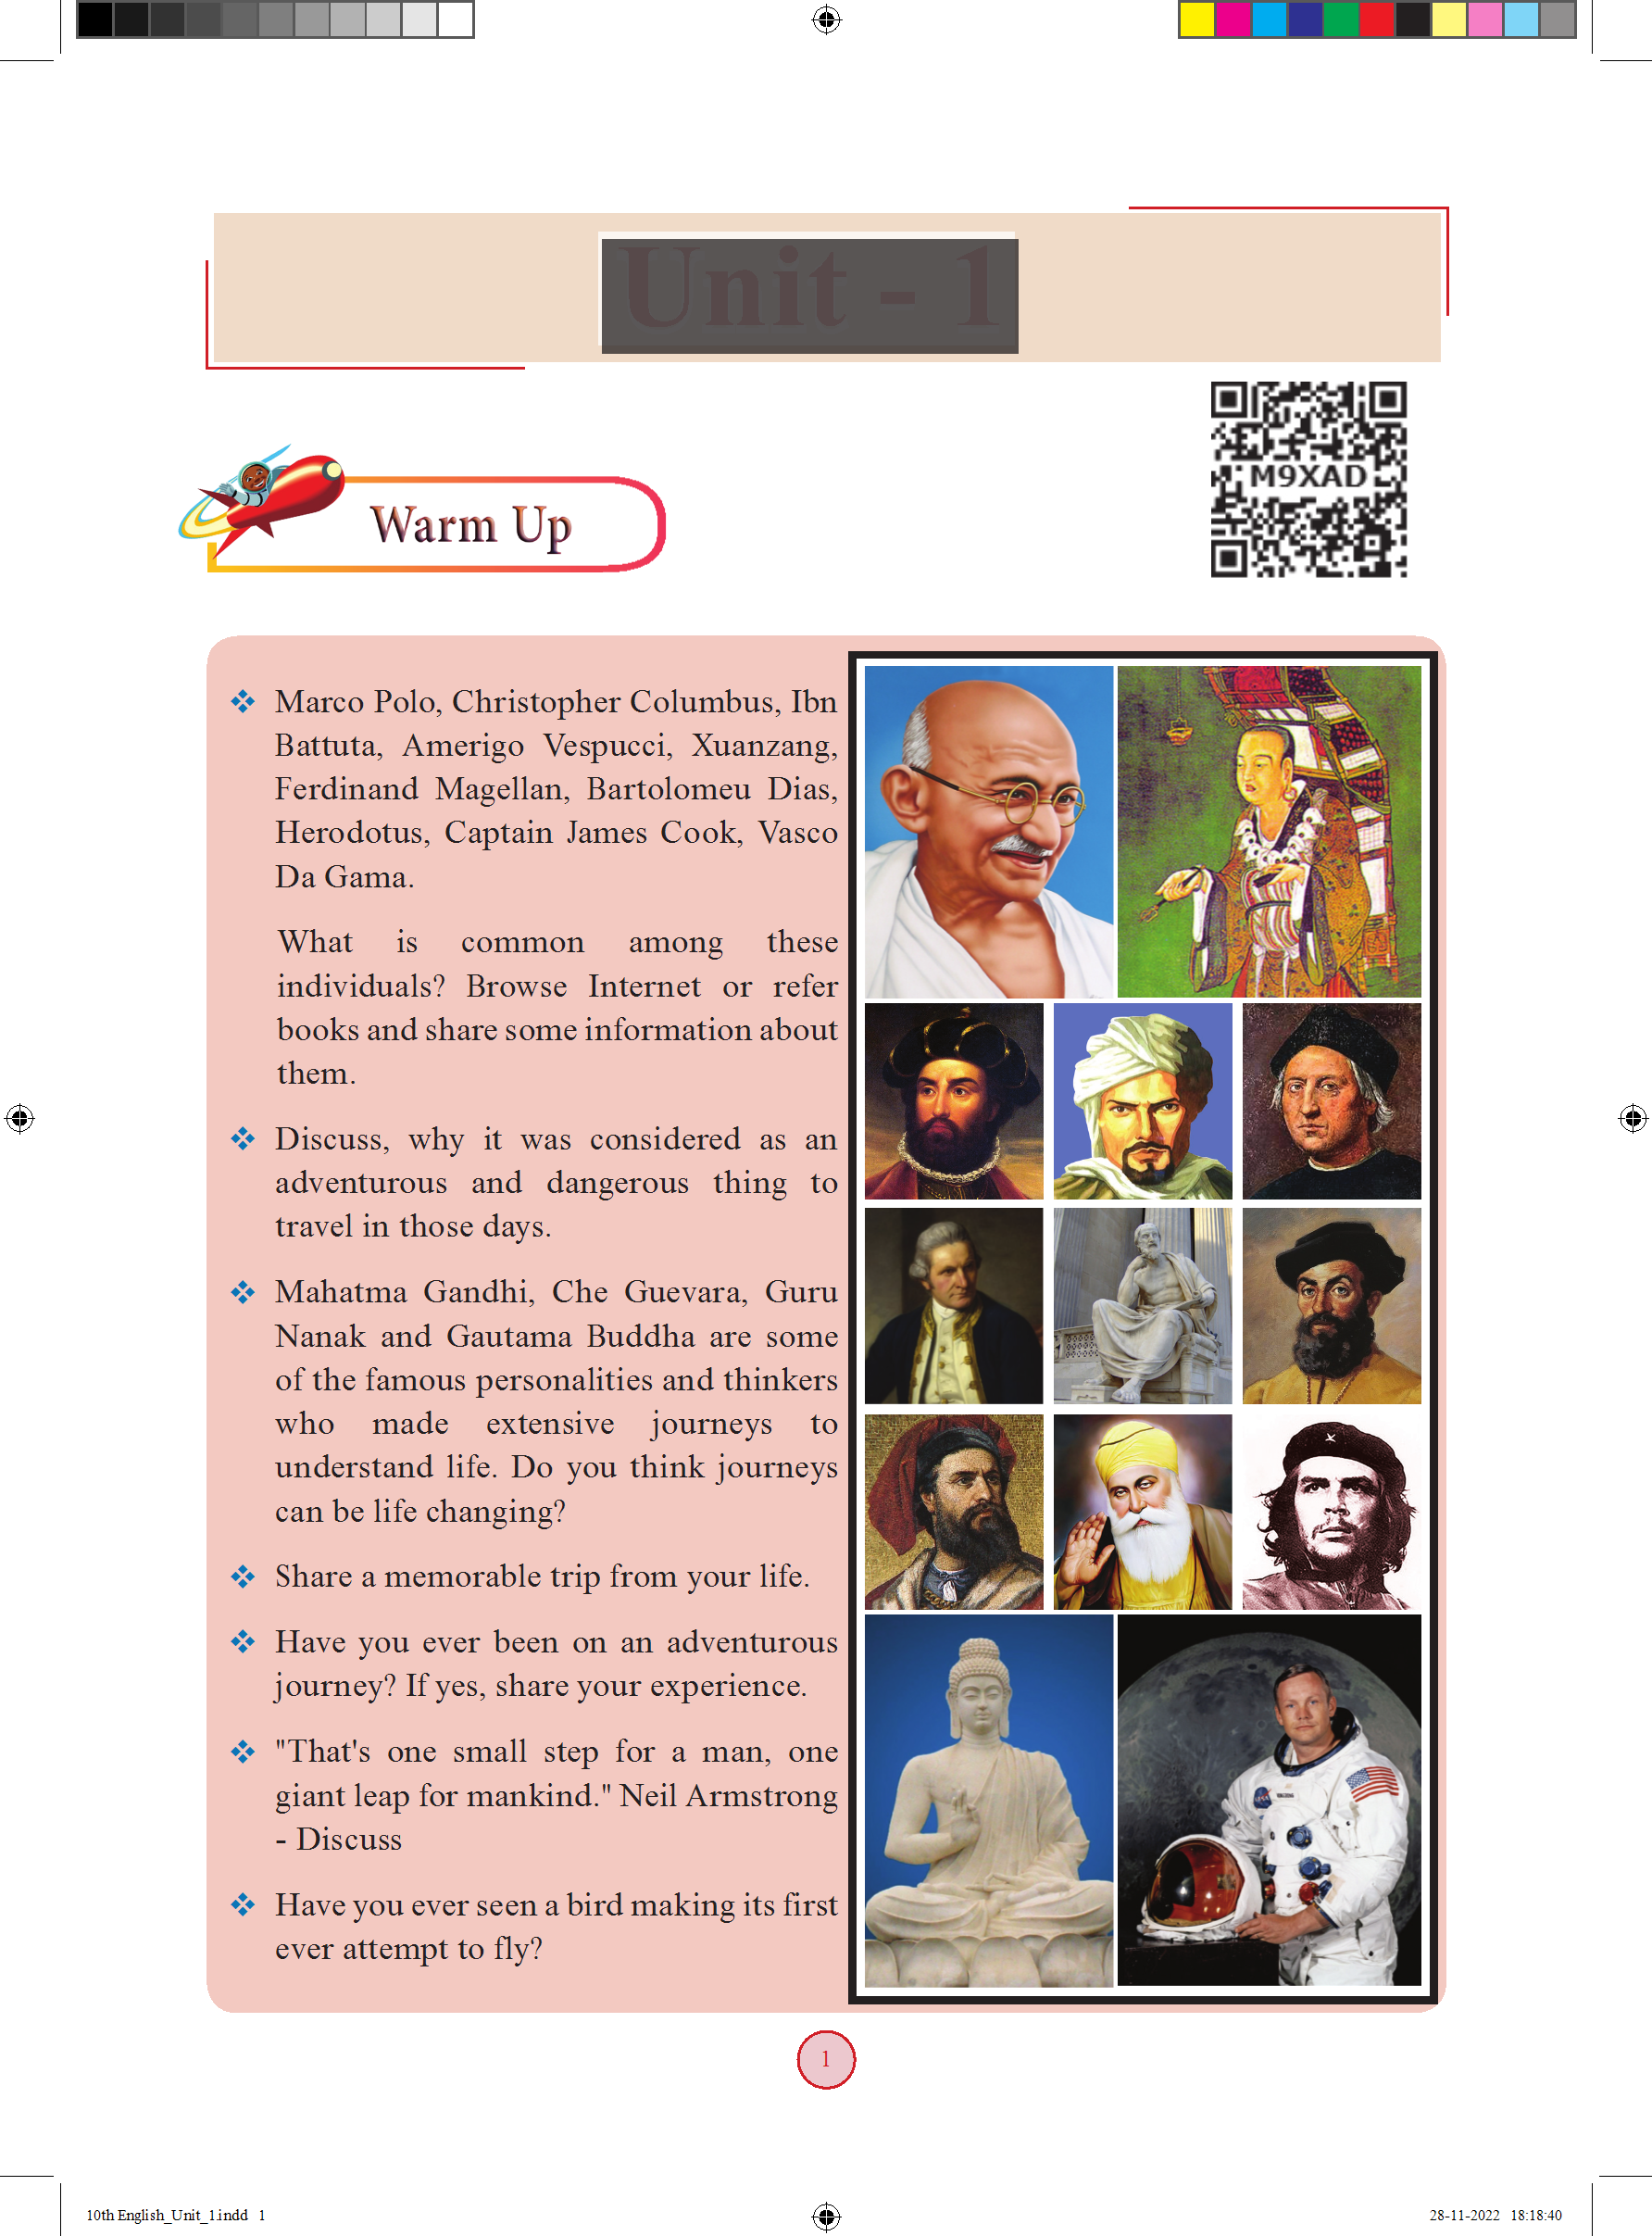 Unit - 1
M9XAD
Warm Up
Marco Polo, Christopher Columbus, Ibn
Battuta, Amerigo Vespucci, Xuanzang,
Ferdinand Magellan, Bartolomeu Dias,
Herodotus, Captain James Cook, Vasco
Da Gama.
What is common among these
individuals? Browse Internet or refer
books and share some information about
them.
Discuss, why it was considered as an
adventurous and dangerous thing to
travel in those days.
Mahatma Gandhi, Che Guevara, Guru
Nanak and Gautama Buddha are some
of the famous personalities and thinkers
who made extensive journeys to
understand life. Do you think journeys
can be life changing?
Share a memorable trip from your life.
Have you ever been on an adventurous
journey? If yes, share your experience.
"That's one small step for a man, one
giant leap for mankind." Neil Armstrong
- Discuss
Have you ever seen a bird making its first
ever attempt to fly?
1
10th English_Unit_1.indd 1
28-11-2022 18:18:40